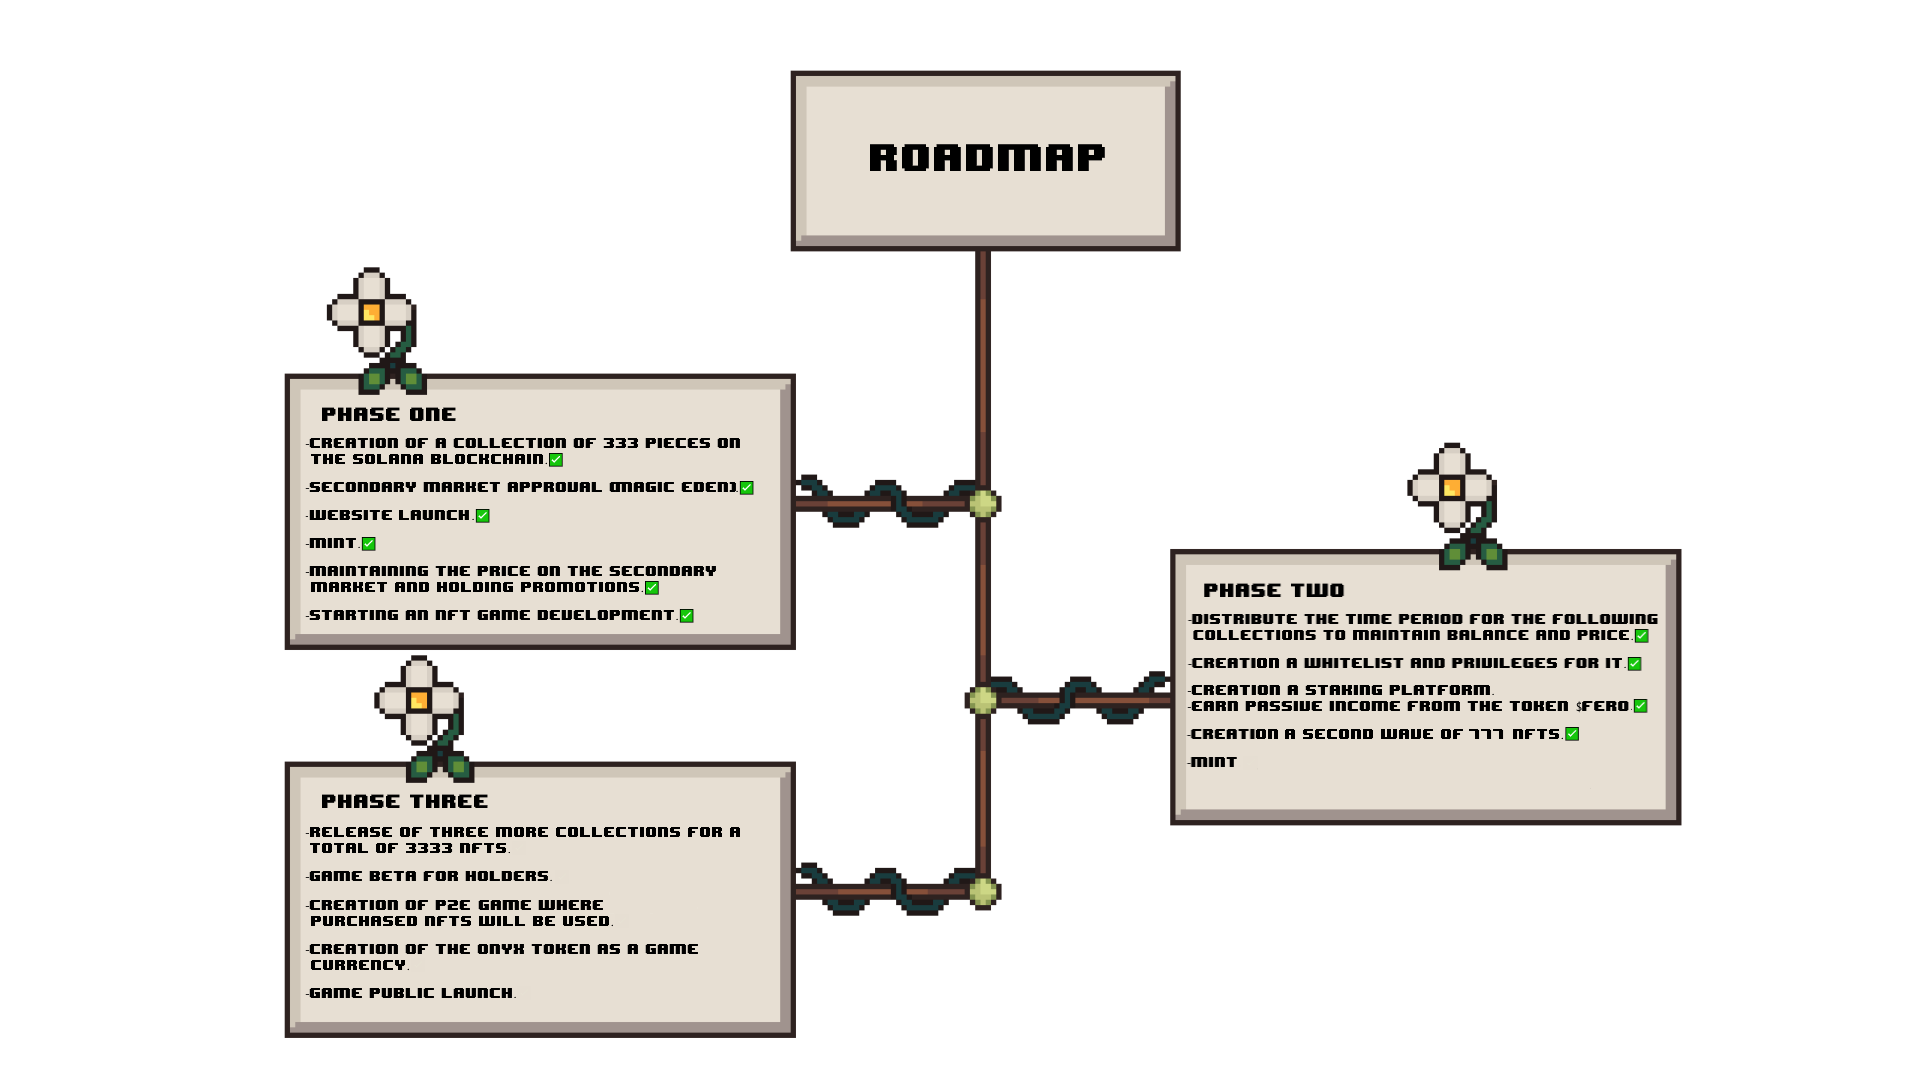 ROADMAP
PHASE ONE
-CREATION OF A COLLECTION OF 333 PIECES ON
THE SOLANA BLOCKCHAIN.✅
-SECONDARY MARKET APPROVAL (MAGIC EDEN).✅
-WEBSITE LAUNCH.✅
-MINT.✅
-MAINTAINING THE PRICE ON THE SECONDARY
MARKET AND HOLDING PROMOTIONS.✅
-STARTING AN NFT GAME DEVELOPMENT.✅
PHASE TWO
-DISTRIBUTE THE TIME PERIOD FOR THE FOLLOWING
COLLECTIONS TO MAINTAIN BALANCE AND PRICE.✅
-CREATION A WHITELIST AND PRIVILEGES FOR IT.✅
-CREATION A STAKING PLATFORM.
-EARN PASSIVE INCOME FROM THE TOKEN $FERO.✅
-CREATION A SECOND WAVE OF 777 NFTS.✅
-MINT
PHASE THREE
-RELEASE OF THREE MORE COLLECTIONS FOR A
TOTAL OF 3333 NFTS.
-GAME BETA FOR HOLDERS.
-CREATION OF P2E GAME WHERE
PURCHASED NFTS WILL BE USED.
-CREATION OF THE ONYX TOKEN AS A GAME
CURRENCY.
-GAME PUBLIC LAUNCH.